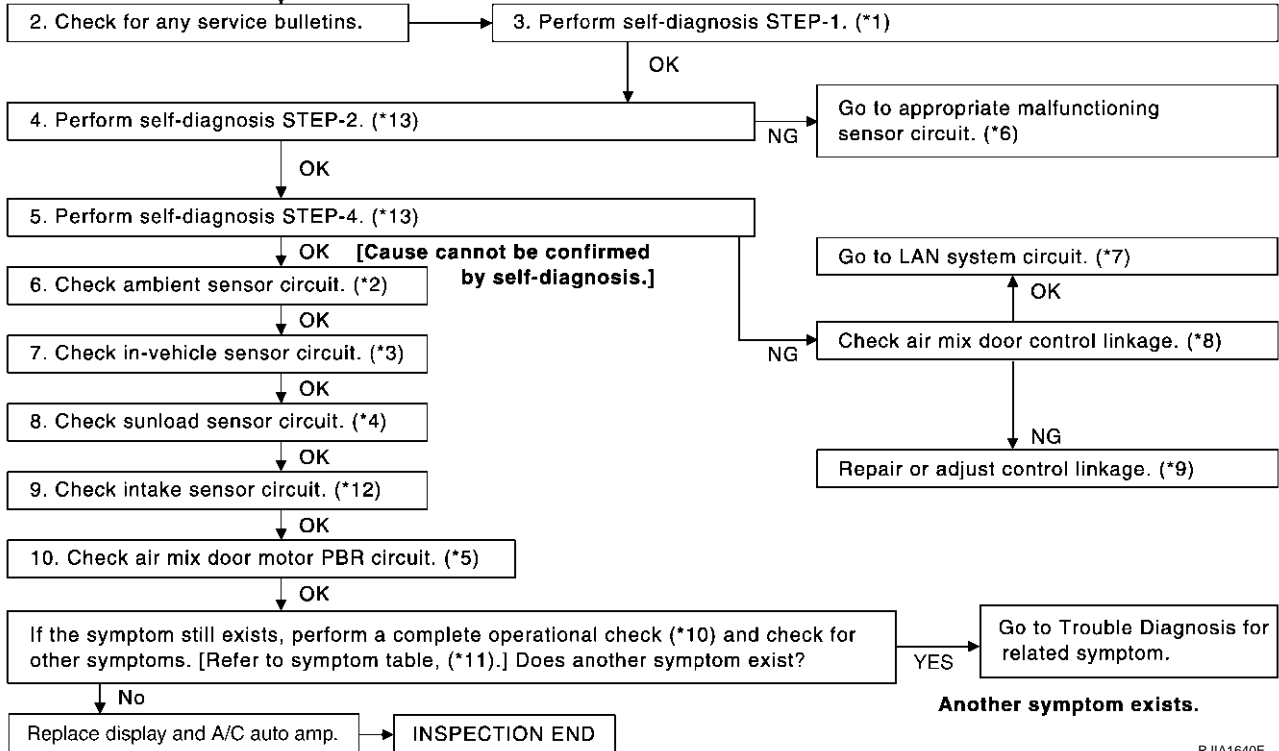 2. Check for any service bulletins.
3. Perform self-diagnosis STEP-1. (*1)
OK
4. Perform self-diagnosis STEP-2. (*13)
NG
Go to appropriate malfunctioning
sensor circuit. (*6)
OK
5. Perform self-diagnosis STEP-4. (*13)
OK
[Cause cannot be confirmed
by self-diagnosis.]
Go to LAN system circuit. (*7)
OK
6. Check ambient sensor circuit. (*2)
OK
NG
Check air mix door control linkage. (*8)
7. Check in-vehicle sensor circuit. (*3)
OK
NG
8. Check sunload sensor circuit. (*4)
Repair or adjust control linkage. (*9)
OK
9. Check intake sensor circuit. (*12)
OK
10. Check air mix door motor PBR circuit. (*5)
OK
If the symptom still exists, perform a complete operational check (*10) and check for
other symptoms. [Refer to symptom table, (*11).] Does another symptom exist?
YES
Go to Trouble Diagnosis for
related symptom.
Another symptom exists.
No
Replace display and A/C auto amp.
INSPECTION END
RJIA1640E